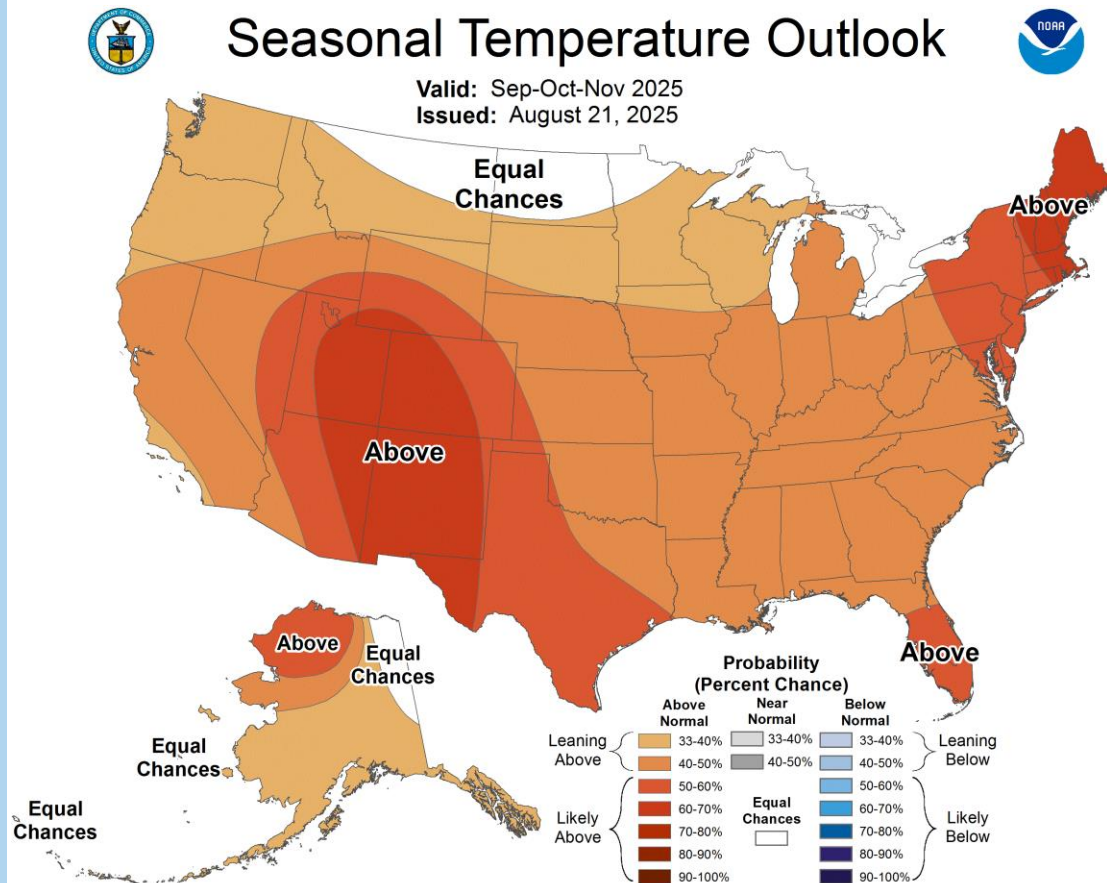 Seasonal Temperature Outlook
NOAA
Valid: Sep-Oct-Nov 2025
Issued: August 21, 2025
Equal
Chances
Above
Above
Above
Above
Equal
Chances
Equal
Chances
Equal
Chances
Probability
(Percent Chance)
Above
Normal
Near
Normal
Below
Normal
Leaning
Above
33-40%
33-40%
33-40%
Leaning
Below
40-50%
40-50%
40-50%
Likely
Above
50-60%
60-70%
70-80%
80-90%
90-100%
Equal
Chances
50-60%
60-70%
70-80%
80-90%
90-100%
Likely
Below